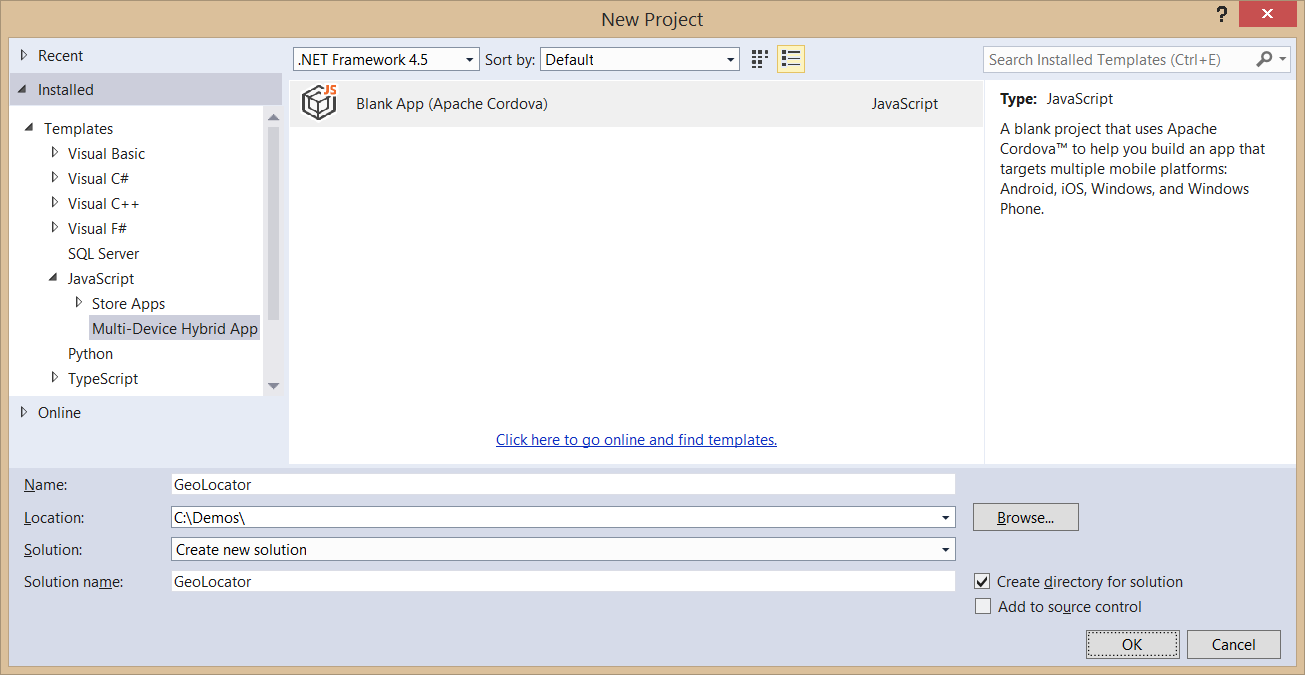 New Project
?
Recent
Installed
Templates
Visual Basic
Visual C#
Visual C++
Visual F#
SQL Server
JavaScript
Store Apps
Multi-Device Hybrid App
Python
TypeScript
Online
.NET Framework 4.5
Sort by:
Default
JS
Blank App (Apache Cordova)
JavaScript
Click here to go online and find templates.
Search Installed Templates (Ctrl+E)
Type: JavaScript
A blank project that uses Apache
Cordova™ to help you build an app that
targets multiple mobile platforms:
Android, iOS, Windows, and Windows
Phone.
Name:
GeoLocator
Location:
C:\Demos\
Browse...
Solution:
Create new solution
Solution name:
GeoLocator
Create directory for solution
Add to source control
OK
Cancel